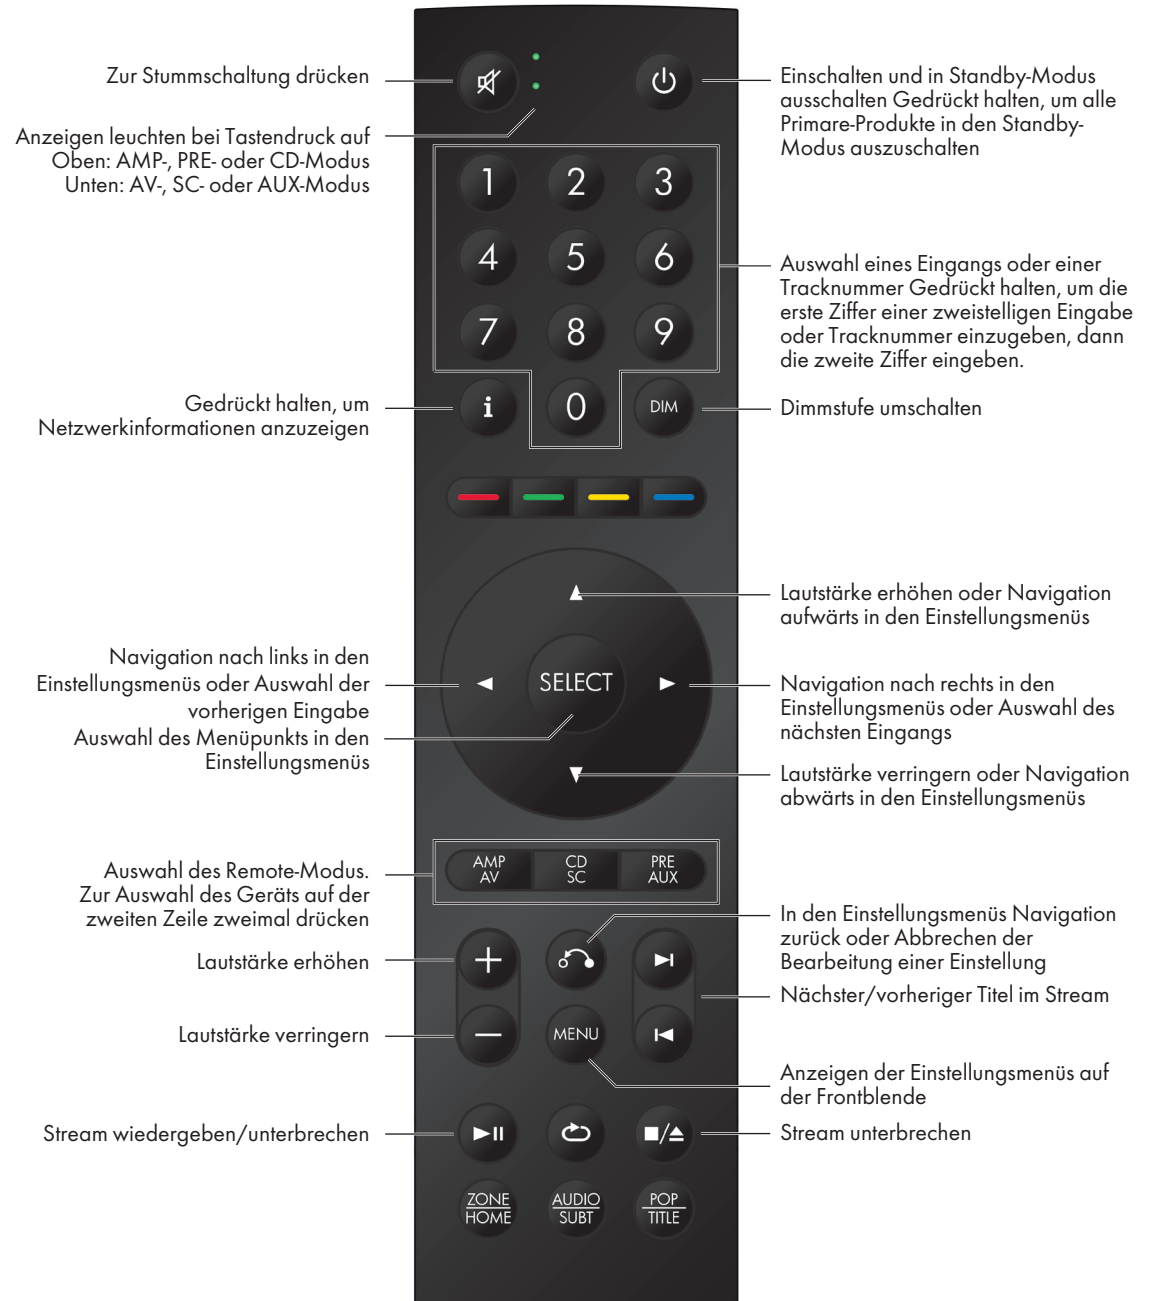 Zur Stummschaltung drücken
Anzeigen leuchten bei Tastendruck auf
Oben: AMP-, PRE- oder CD-Modus
Unten: AV-, SC- oder AUX-Modus
Einschalten und in Standby-Modus
ausschalten Gedrückt halten, um alle
Primare-Produkte in den Standby-
Modus auszuschalten
1 2 3
4 5 6
7 8 9
Auswahl eines Eingangs oder einer
Tracknummer Gedrückt halten, um die
erste Ziffer einer zweistelligen Eingabe
oder Tracknummer einzugeben, dann
die zweite Ziffer eingeben.
Gedrückt halten, um
Netzwerkinformationen anzuzeigen
i 0 DIM
Dimmstufe umschalten
Lautstärke erhöhen oder Navigation
aufwärts in den Einstellungsmenüs
Navigation nach links in den
Einstellungsmenüs oder Auswahl der
vorherigen Eingabe
SELECT
Navigation nach rechts in den
Einstellungsmenüs oder Auswahl des
nächsten Eingangs
Auswahl des Menüpunkts in den
Einstellungsmenüs
Lautstärke verringern oder Navigation
abwärts in den Einstellungsmenüs
Auswahl des Remote-Modus.
Zur Auswahl des Geräts auf der
zweiten Zeile zweimal drücken
AMP CD PRE
AV SC AUX
In den Einstellungsmenüs Navigation
zurück oder Abbrechen der
Bearbeitung einer Einstellung
Lautstärke erhöhen
Nächster/vorheriger Titel im Stream
Lautstärke verringern
MENU
Anzeigen der Einstellungsmenüs auf
der Frontblende
Stream wiedergeben/unterbrechen
Stream unterbrechen
ZONE AUDIO POP
HOME SUBT TITLE